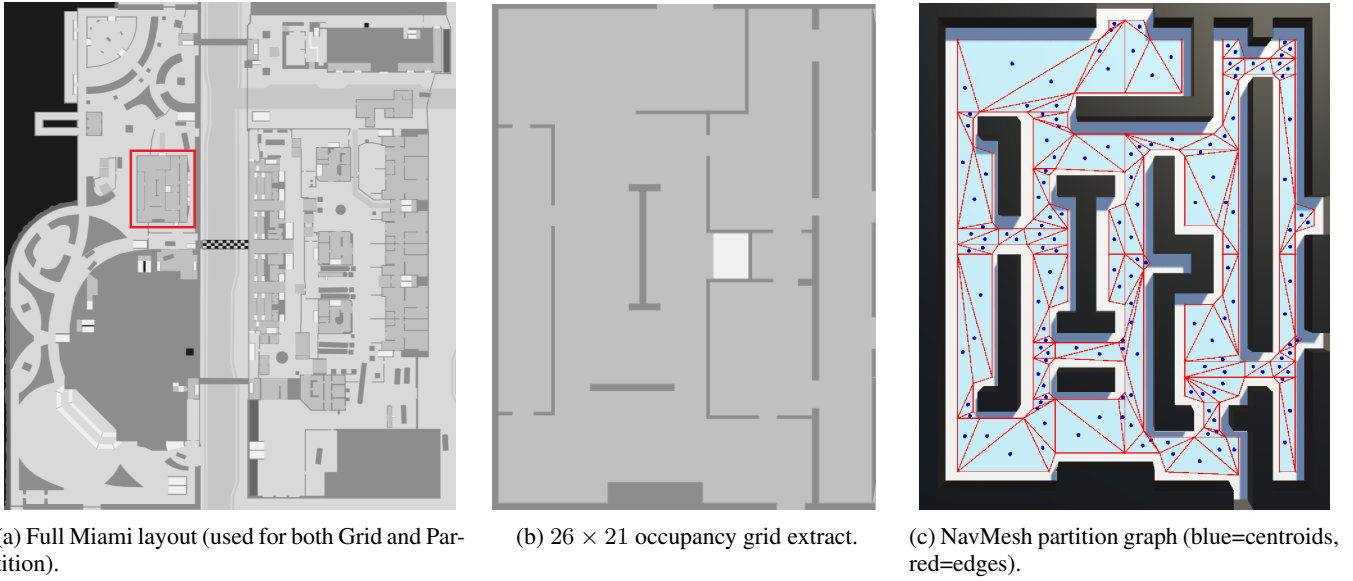 (a) Full Miami layout (used for both Grid and Par-
tition).
(b) 26 × 21 occupancy grid extract.
(c) NavMesh partition graph (blue=centroids,
red=edges).